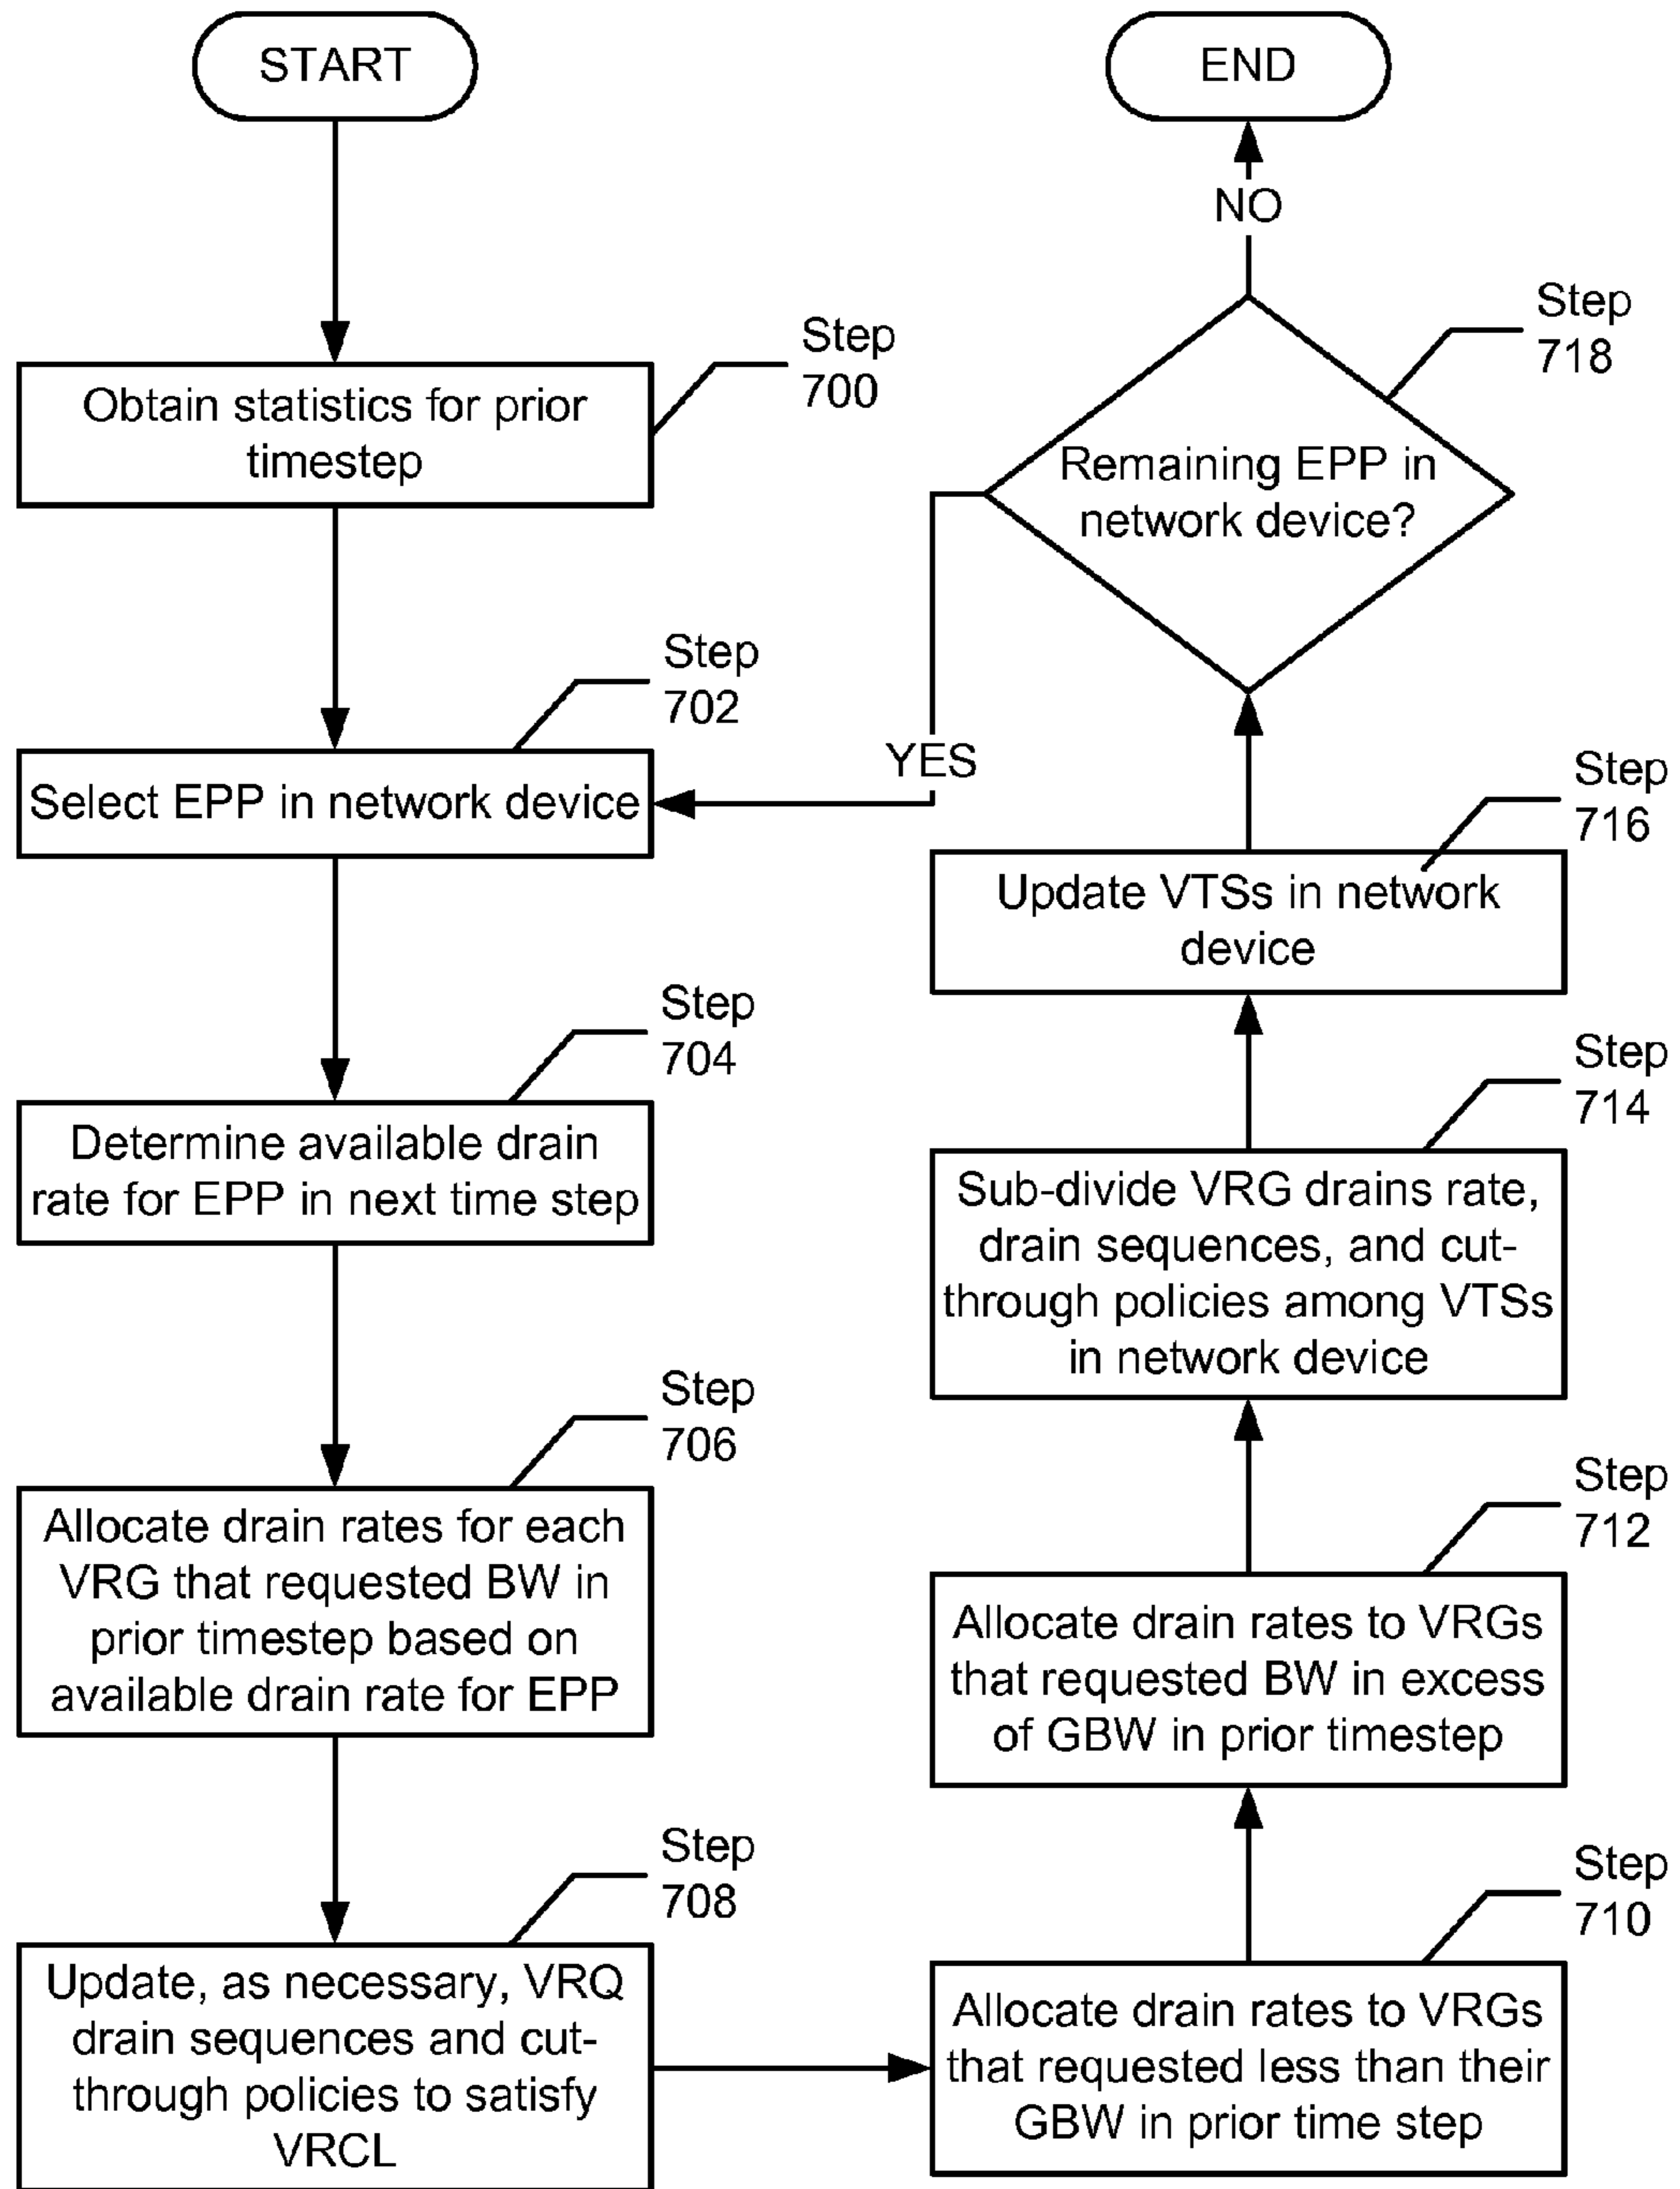 START
Step
700
Obtain statistics for prior
timestep
Step
702
Select EPP in network device
Step
704
Determine available drain
rate for EPP in next time step
Step
706
Allocate drain rates for each
VRG that requested BW in
prior timestep based on
available drain rate for EPP
Step
708
Update, as necessary, VRQ
drain sequences and cut-
through policies to satisfy
VRCL
Step
710
Allocate drain rates to VRGs
that requested less than their
GBW in prior time step
Step
712
Allocate drain rates to VRGs
that requested BW in excess
of GBW in prior timestep
Step
714
Sub-divide VRG drains rate,
drain sequences, and cut-
through policies among VTSs
in network device
Step
716
Update VTSs in network
device
Step
718
Remaining EPP in
network device?
YES
NO
END